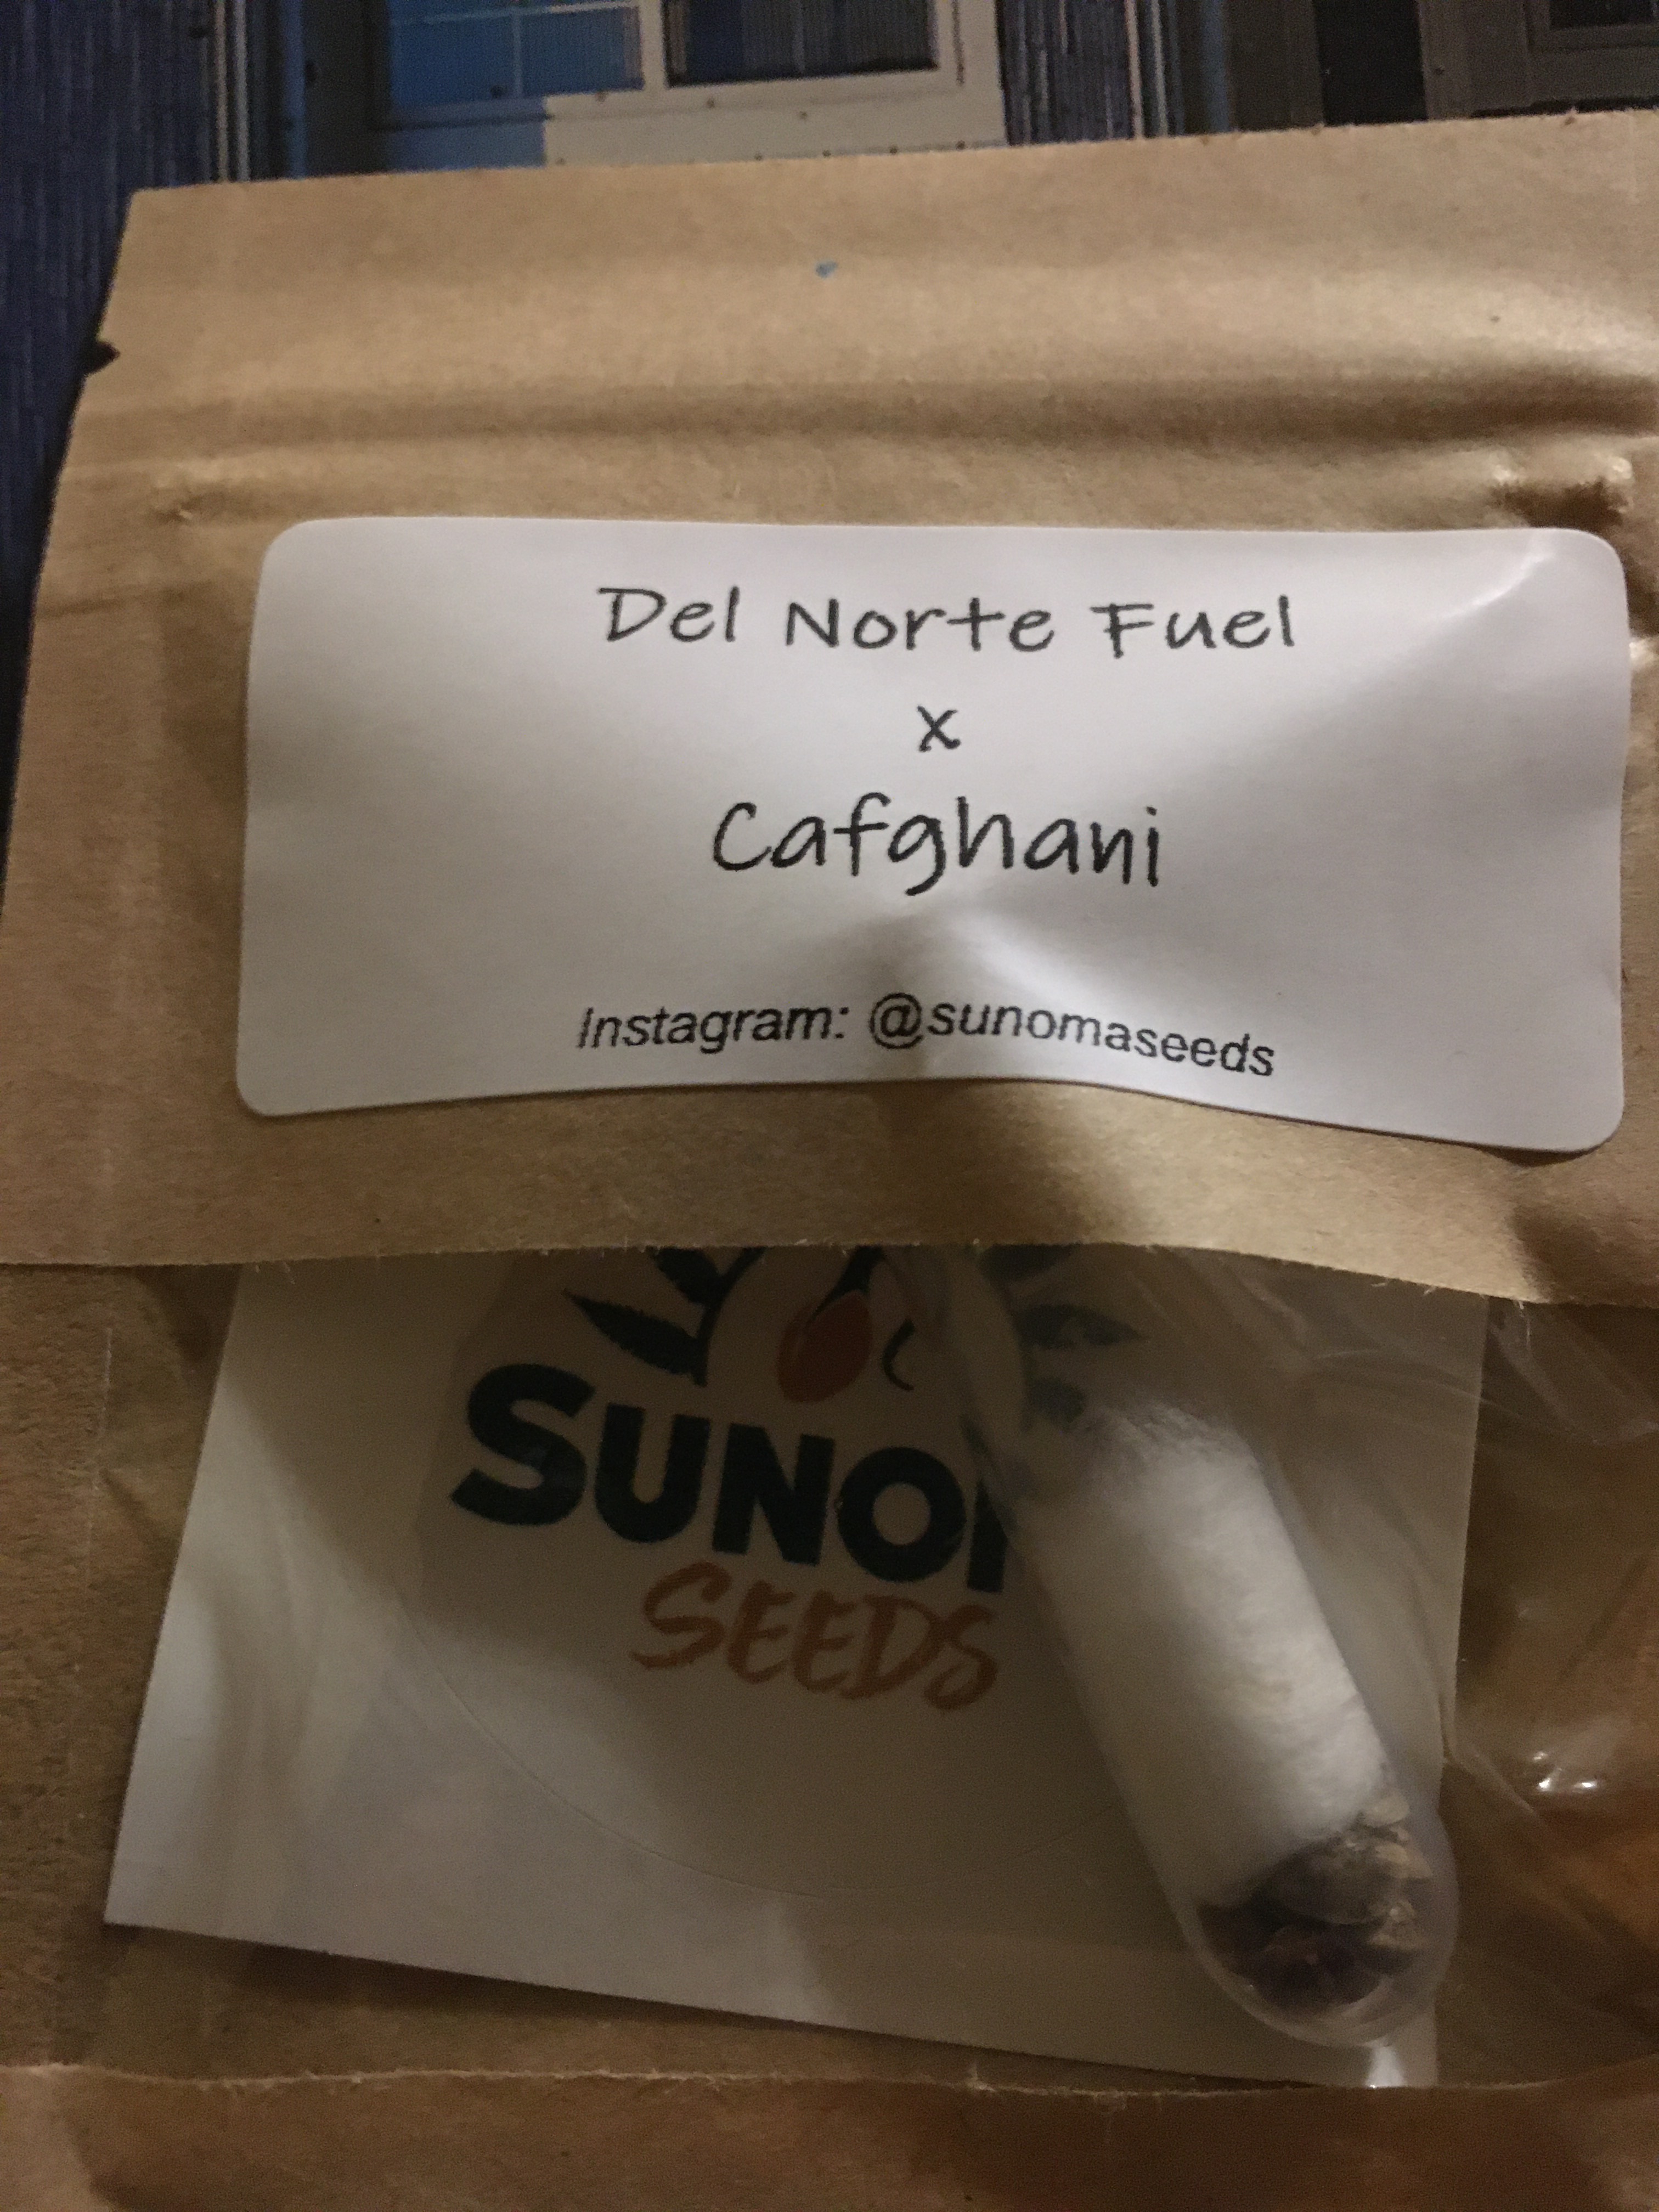 Del Norte Fuel
x
Cafghani
Instagram: @sunomaseeds
SUNO
SEEDS